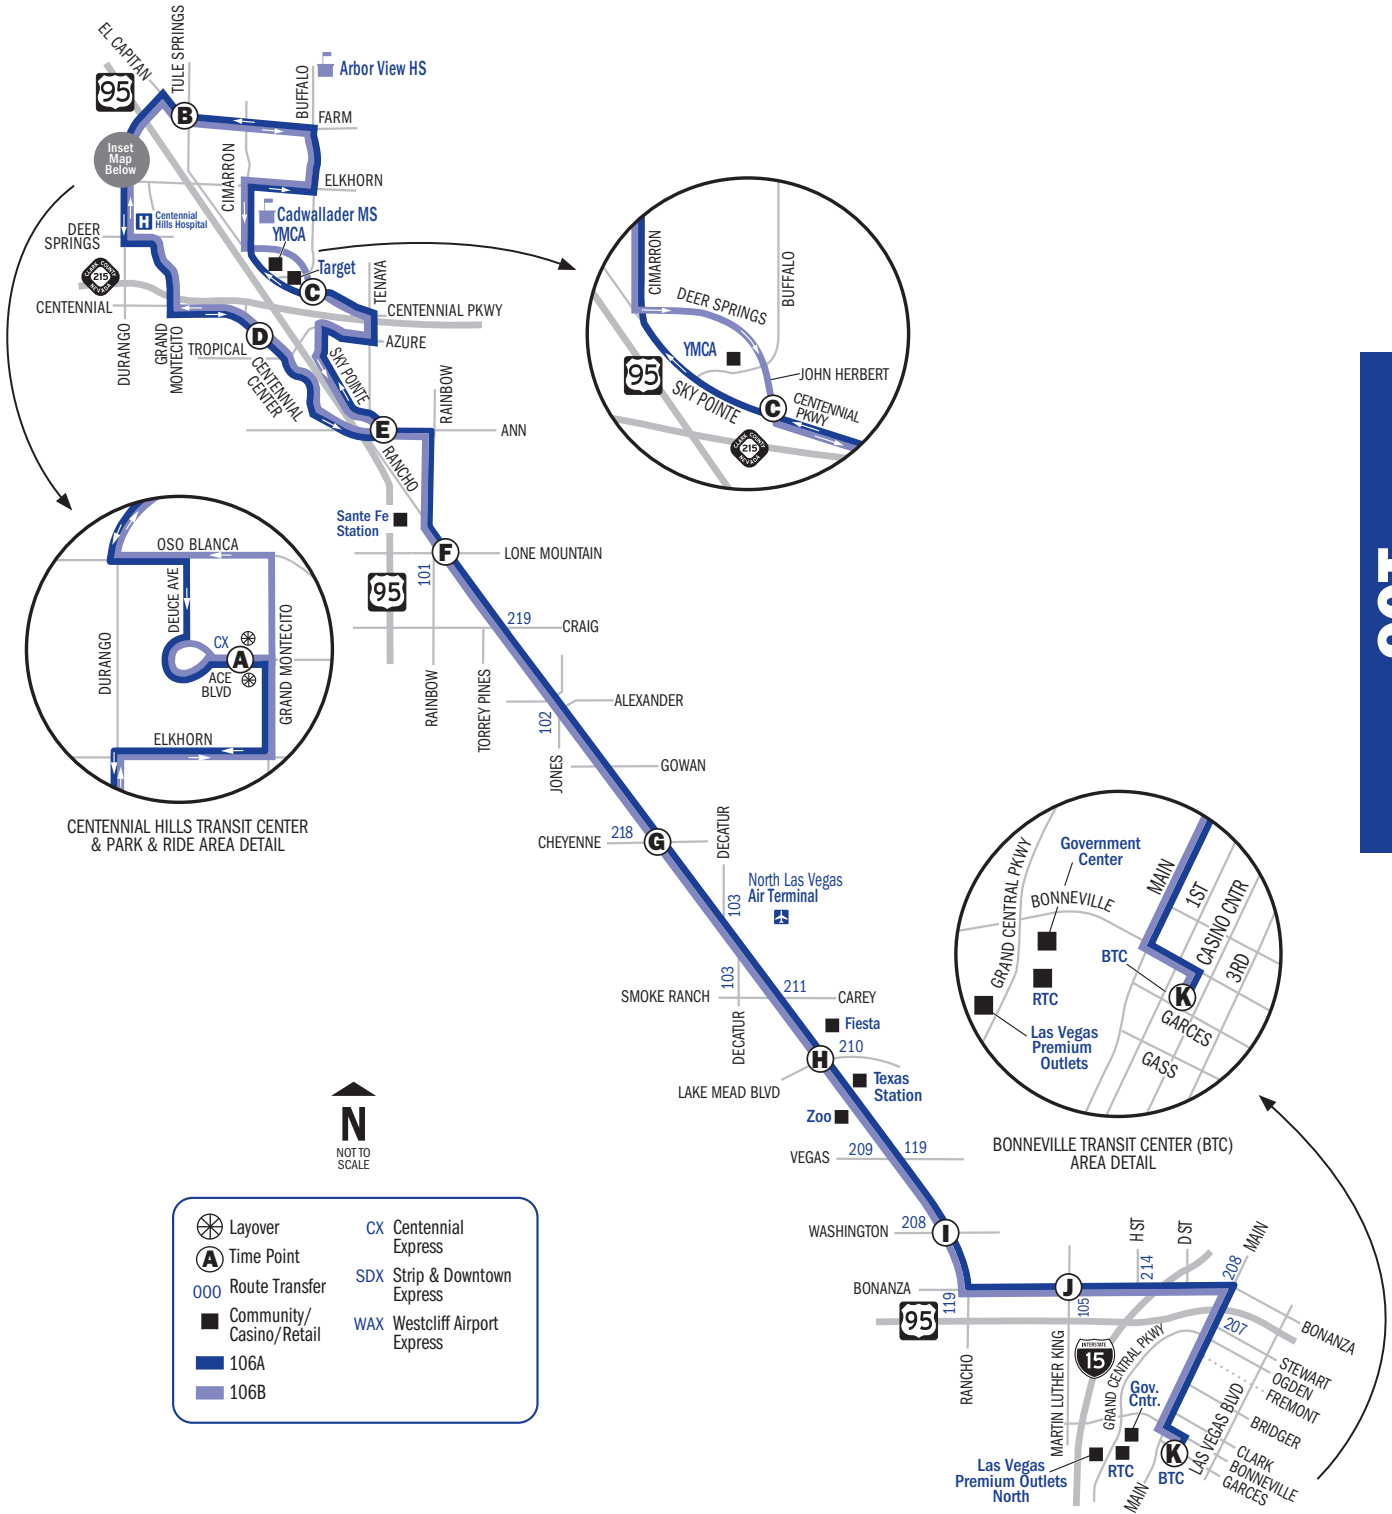 EL CAPITAN
TULE SPRINGS
95
B
BUFFALO
Arbor View HS
FARM
Inset
Map
Below
CIMARRON
ELKHORN
H
Centennial
Hills Hospital
Cadwallader MS
YMCA
Target
DEER
SPRINGS
CLARK COUNTY
215
NEVADA
C
TENAYA
CENTENNIAL
CENTENNIAL PKWY
DURANGO
GRAND
MONTECITO
TROPICAL
D
AZURE
CENTENNIAL
CENTER
SKY POINTE
RAINBOW
E
ANN
RANCHO
Sante Fe
Station
F
LONE MOUNTAIN
95
101
219
CRAIG
RAINBOW
TORREY PINES
ALEXANDER
102
JONES
GOWAN
CHEYENNE
218
G
DECATUR
North Las Vegas
Air Terminal
103
103
211
SMOKE RANCH
CAREY
DECATUR
Fiesta
H
210
LAKE MEAD BLVD
Texas
Station
Zoo
VEGAS
209
119
WASHINGTON
208
I
BONANZA
119
95
J
105
H ST
214
D ST
208
MAIN
RANCHO
MARTIN LUTHER KING
INTERSTATE
15
GRAND CENTRAL PKWY
207
BONANZA
STEWART
OGDEN
FREMONT
BRIDGER
CLARK
BONNEVILLE
GARCES
LAS VEGAS BLVD
Gov.
Cntr.
Las Vegas
Premium Outlets
North
RTC
BTC
K
MAIN
CIMARRON
DEER SPRINGS
BUFFALO
YMCA
95
SKY POINTE
JOHN HERBERT
C
CENTENNIAL
PKWY
CLARK COUNTY
215
NEVADA
OSO BLANCA
DEUCE AVE
DURANGO
CX
A
ACE
BLVD
GRAND MONTECITO
ELKHORN
CENTENNIAL HILLS TRANSIT CENTER
& PARK & RIDE AREA DETAIL
Government
Center
GRAND CENTRAL PKWY
BONNEVILLE
MAIN
1ST
CASINO CNTR
3RD
BTC
K
RTC
GARCES
GASS
Las Vegas
Premium
Outlets
BONNEVILLE TRANSIT CENTER (BTC)
AREA DETAIL
N
NOT TO
SCALE
Layover
A Time Point
000 Route Transfer
Community/
Casino/Retail
106A
106B
CX Centennial
Express
SDX Strip & Downtown
Express
WAX Westcliff Airport
Express